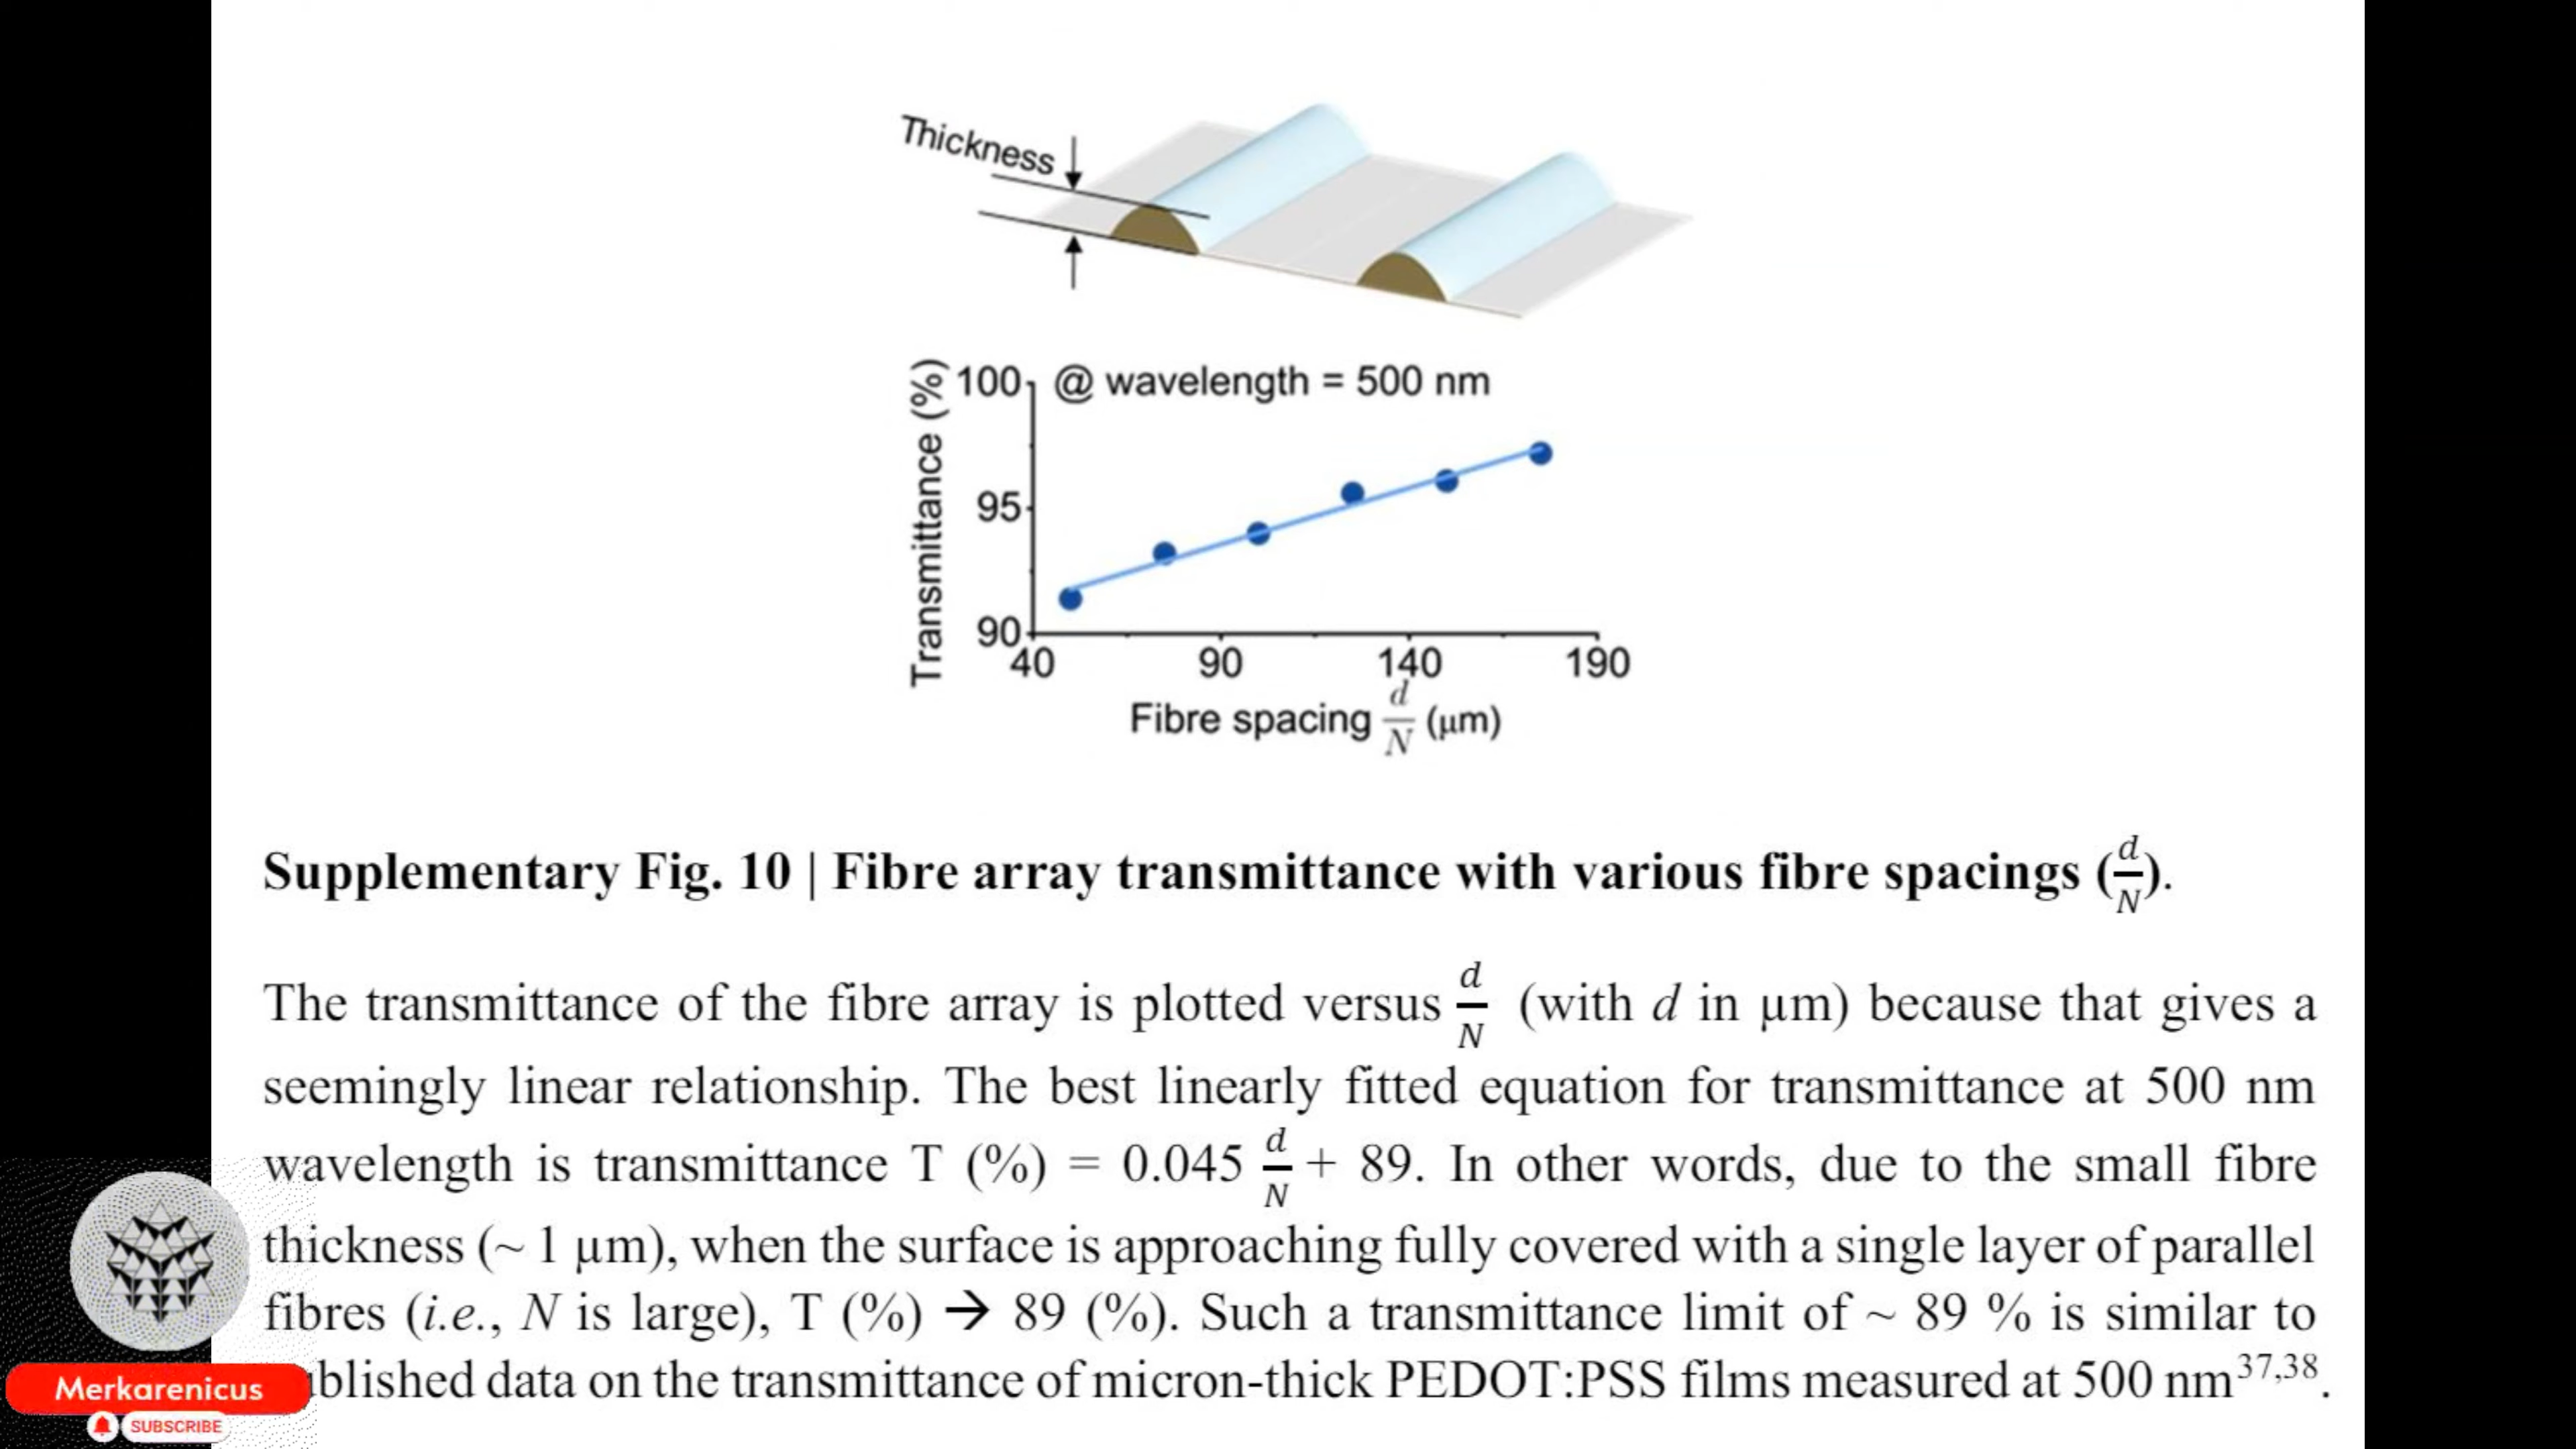 Thickness
@ wavelength = 500 nm
Transmittance (%)
100
95
90
40 90 140 190
Fibre spacing d/N (μm)
Supplementary Fig. 10 | Fibre array transmittance with various fibre spacings (d/N).
The transmittance of the fibre array is plotted versus d/N (with d in μm) because that gives a
seemingly linear relationship. The best linearly fitted equation for transmittance at 500 nm
wavelength is transmittance T (%) = 0.045 d/N + 89. In other words, due to the small fibre
thickness (~ 1 μm), when the surface is approaching fully covered with a single layer of parallel
fibres (i.e., N is large), T (%) → 89 (%). Such a transmittance limit of ~ 89 % is similar to
blished data on the transmittance of micron-thick PEDOT:PSS films measured at 500 nm37,38.
Merkarenicus
SUBSCRIBE